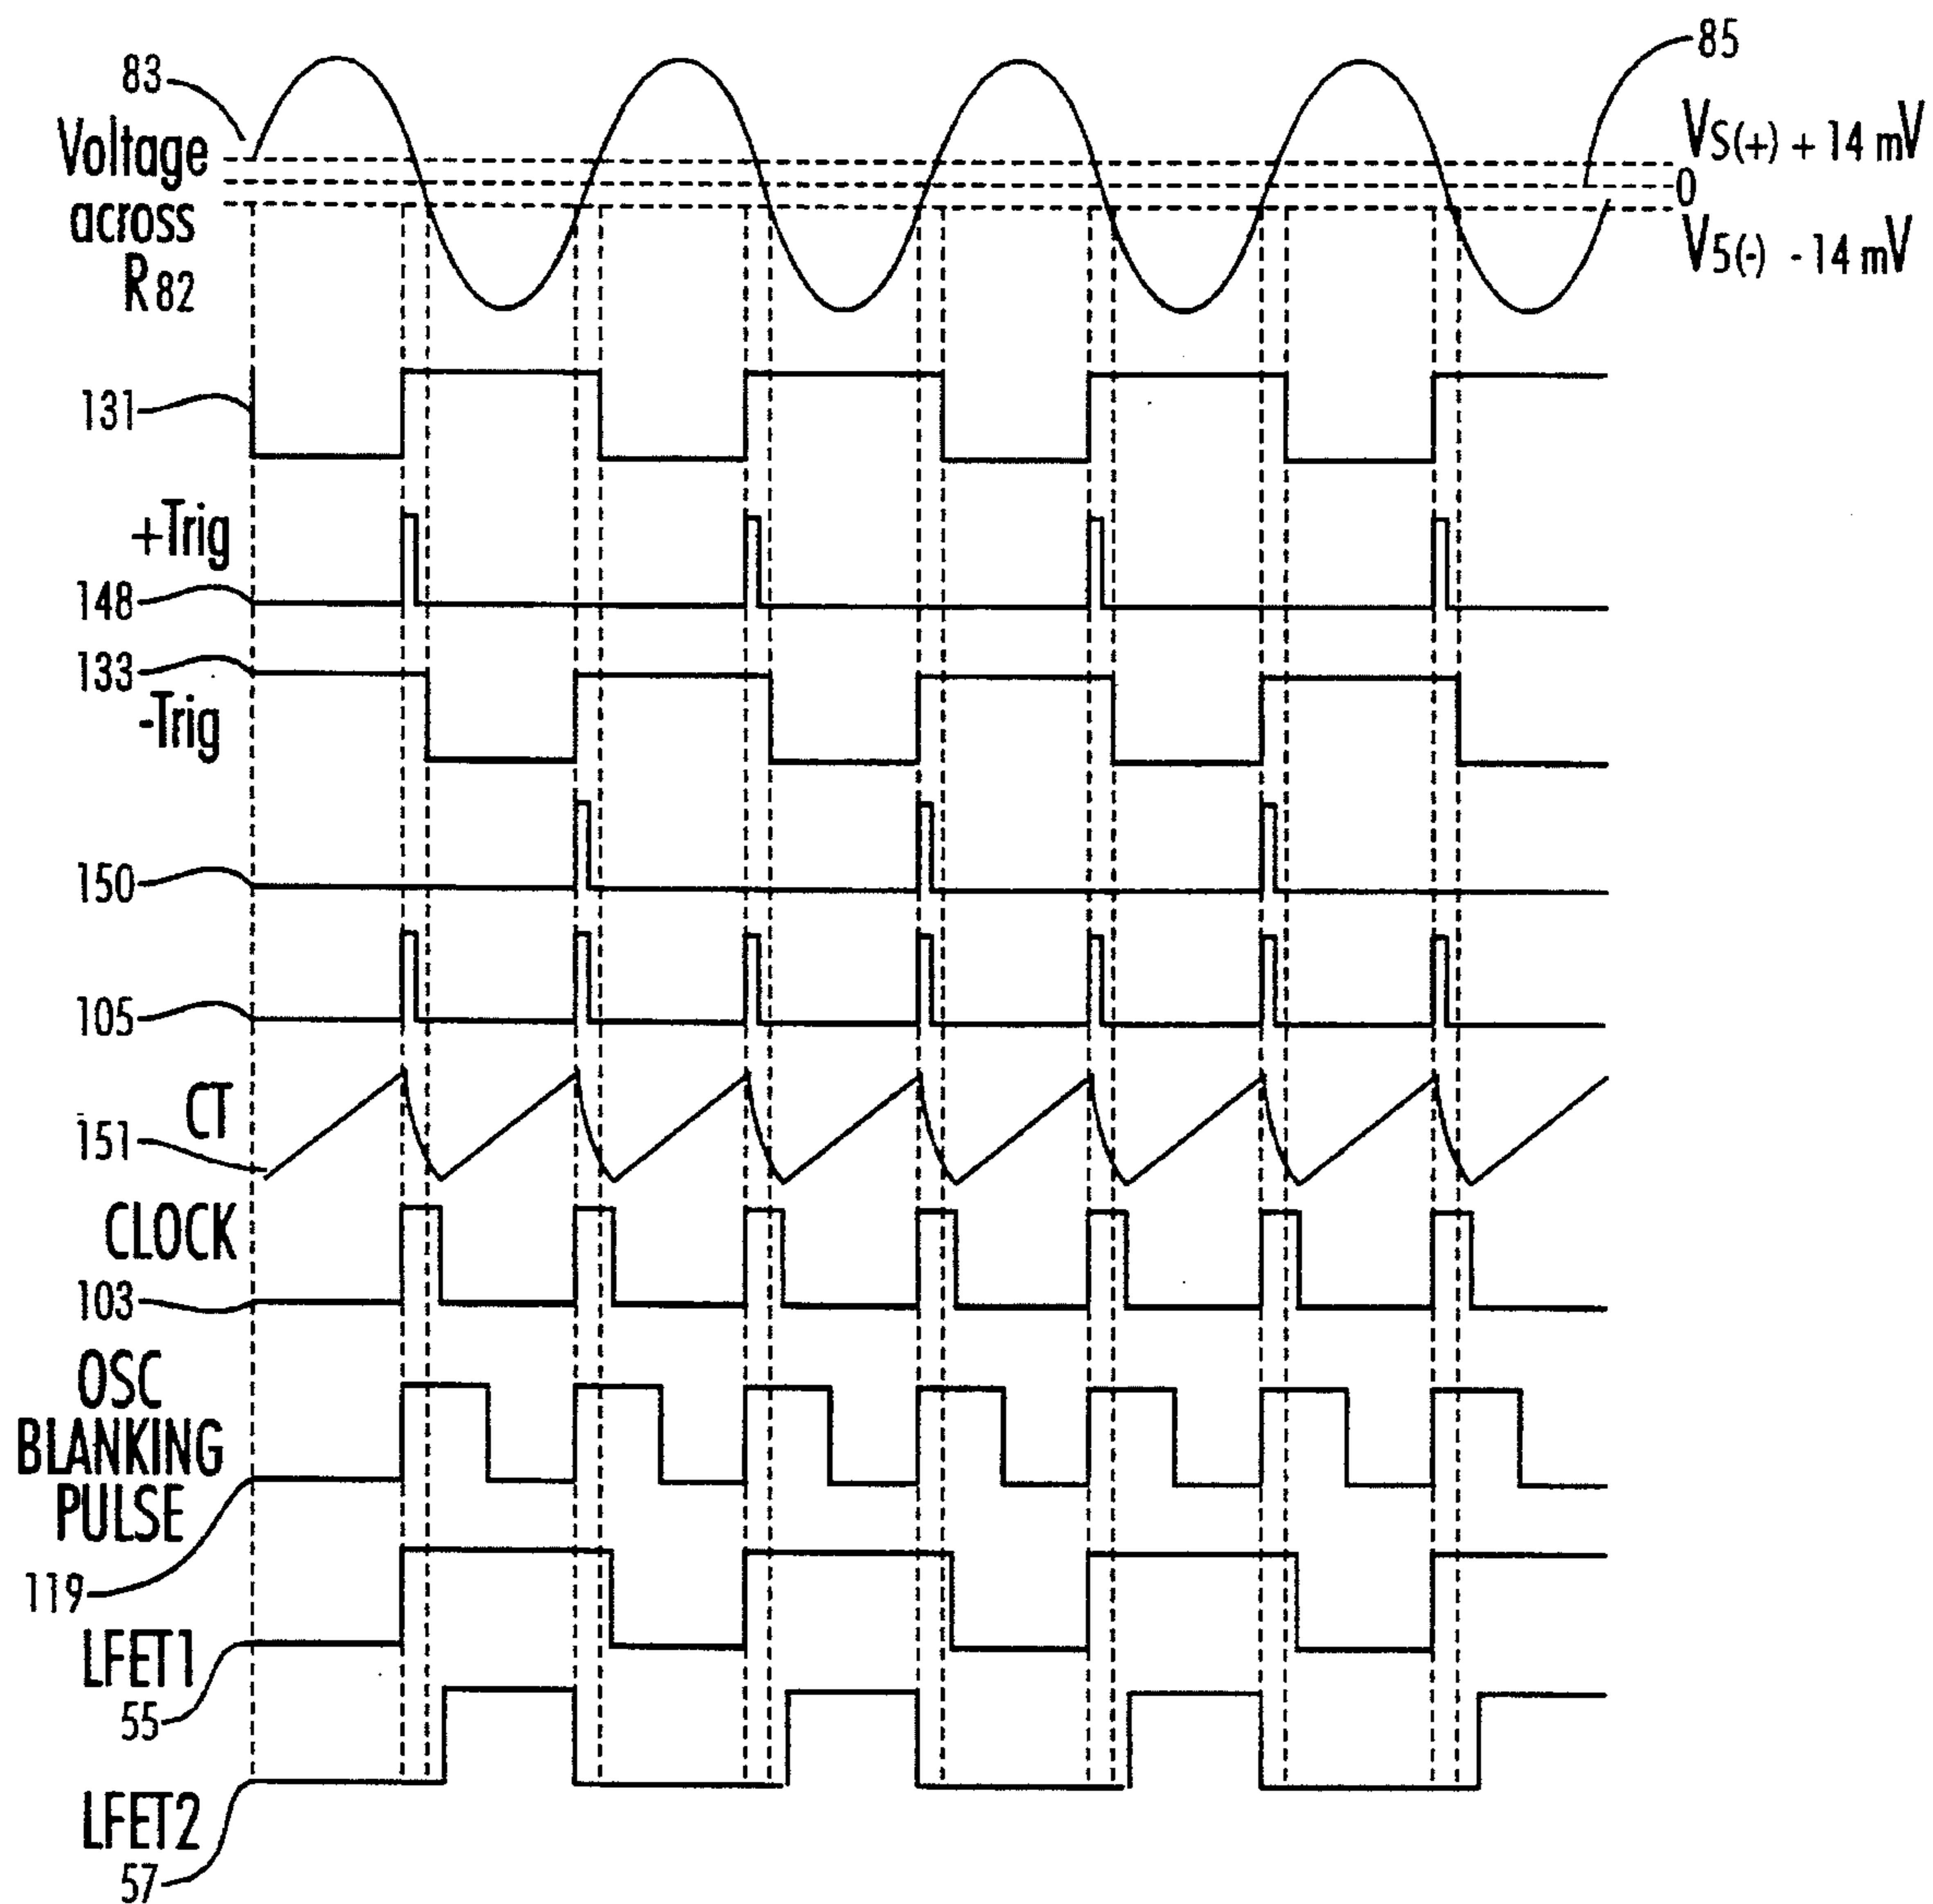 83
85
Voltage
across
R82
VS(+) + 14 mV
0
V5(-) - 14 mV
131
+Trig
148
133
-Trig
150
105
CT
151
CLOCK
103
OSC
BLANKING
PULSE
119
LFET1
55
LFET2
57